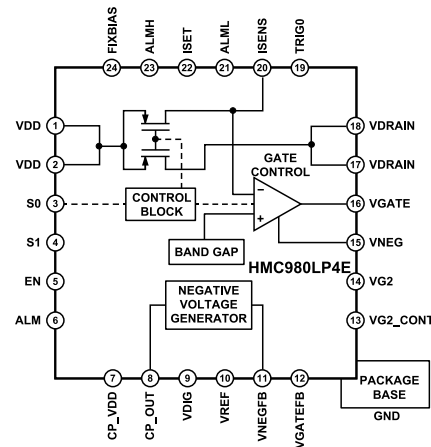 FIXBIAS
ALMH
ISET
ALML
ISENS
TRIG0
24
23
22
21
20
19
VDD 1
18 VDRAIN
VDD 2
17 VDRAIN
GATE
CONTROL
S0 3
CONTROL
BLOCK
–
+
16 VGATE
S1 4
BAND GAP
15 VNEG
HMC980LP4E
EN 5
NEGATIVE
VOLTAGE
GENERATOR
14 VG2
ALM 6
13 VG2_CONT
7
8
9
10
11
12
CP_VDD
CP_OUT
VDIG
VREF
VNEGFB
VGATEFB
PACKAGE
BASE
GND